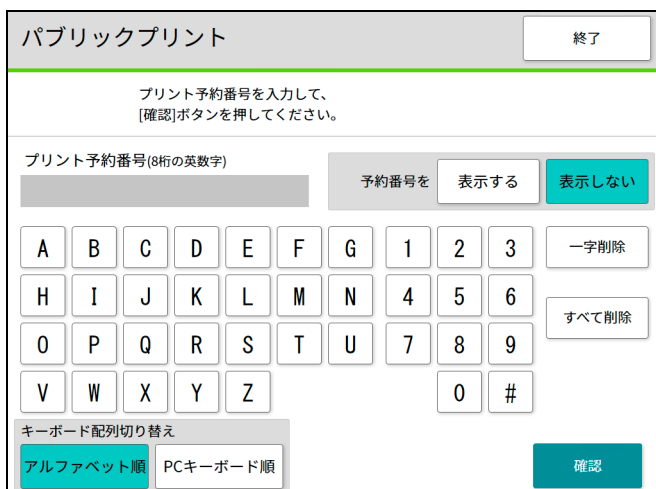 パブリックプリント 終了
プリント予約番号を入力して、
[確認]ボタンを押してください。
プリント予約番号(8桁の英数字)
予約番号を 表示する 表示しない
A B C D E F G 1 2 3 一字削除
H I J K L M N 4 5 6
すべて削除
O P Q R S T U 7 8 9
V W X Y Z 0 #
キーボード配列切り替え
アルファベット順 PCキーボード順 確認